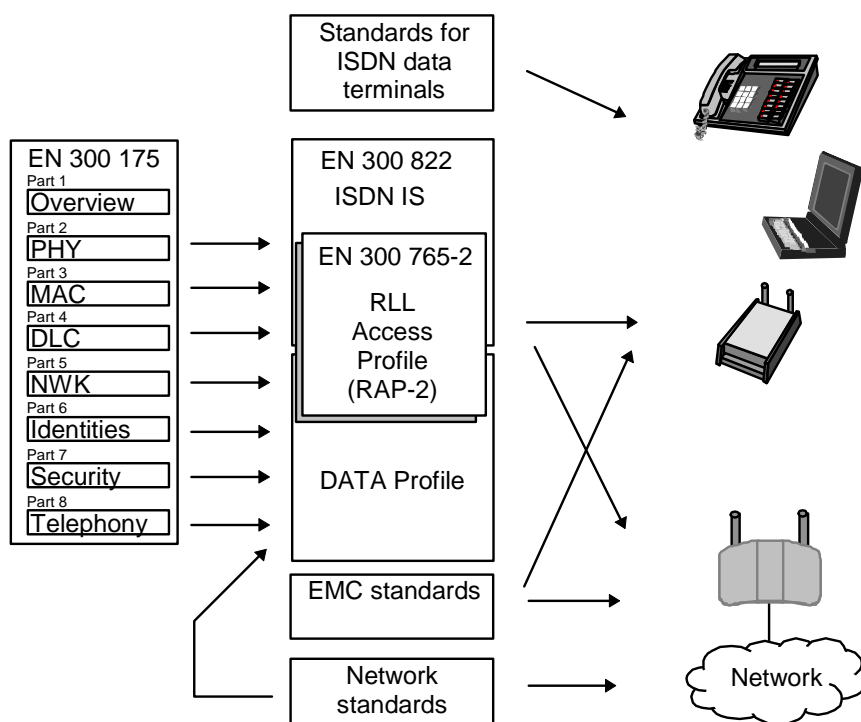 Standards for
ISDN data
terminals
EN 300 175
Part 1
Overview
Part 2
PHY
Part 3
MAC
Part 4
DLC
Part 5
NWK
Part 6
Identities
Part 7
Security
Part 8
Telephony
EN 300 822
ISDN IS
EN 300 765-2
RLL
Access
Profile
(RAP-2)
DATA Profile
EMC standards
Network
standards
Network